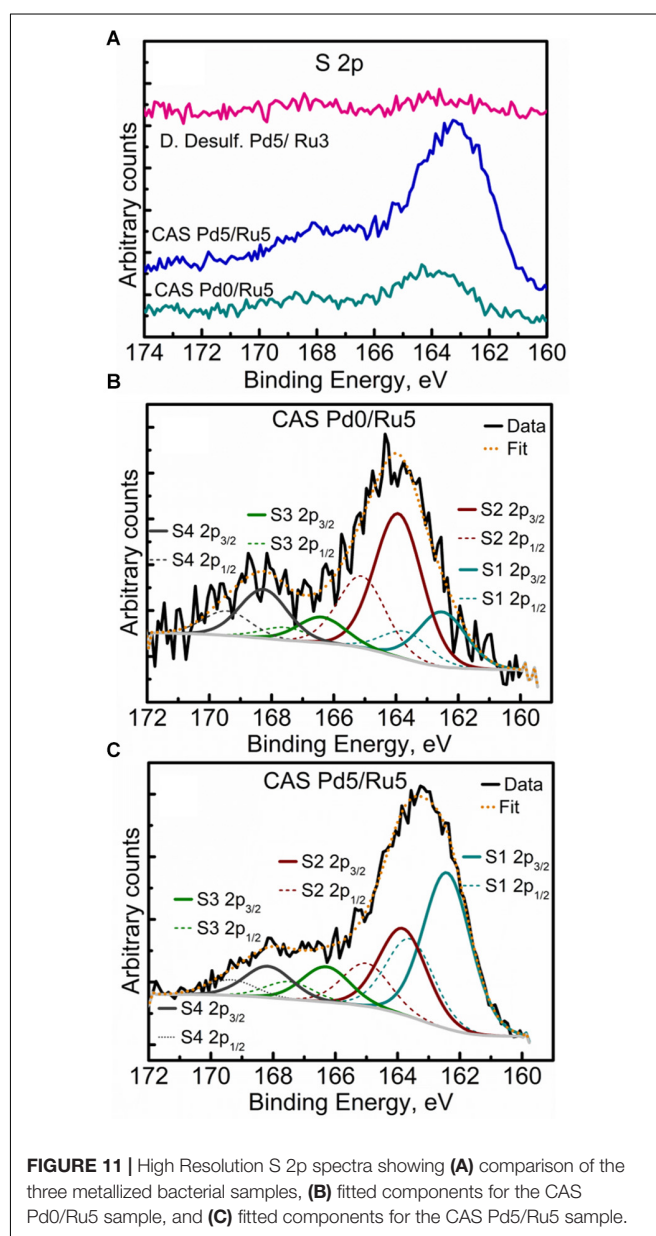 A
S 2p
D. Desulf. Pd5/ Ru3
CAS Pd5/Ru5
CAS Pd0/Ru5
Arbitrary counts
174 172 170 168 166 164 162 160
Binding Energy, eV
B
CAS Pd0/Ru5
Data
Fit
S4 2p3/2
S4 2p1/2
S3 2p3/2
S3 2p1/2
S2 2p3/2
S2 2p1/2
S1 2p3/2
S1 2p1/2
Arbitrary counts
172 170 168 166 164 162 160
Binding Energy, eV
C
CAS Pd5/Ru5
Data
Fit
S3 2p3/2
S3 2p1/2
S2 2p3/2
S2 2p1/2
S1 2p3/2
S1 2p1/2
S4 2p3/2
S4 2p1/2
Arbitrary counts
172 170 168 166 164 162 160
Binding Energy, eV
FIGURE 11 | High Resolution S 2p spectra showing (A) comparison of the
three metallized bacterial samples, (B) fitted components for the CAS
Pd0/Ru5 sample, and (C) fitted components for the CAS Pd5/Ru5 sample.